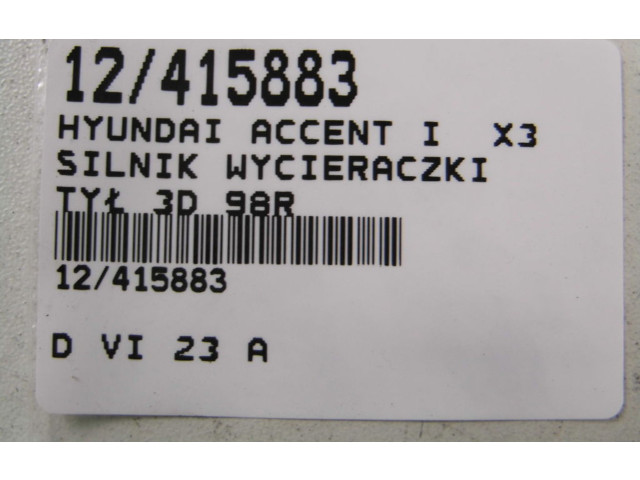 12/415883
HYUNDAI ACCENT I X3
SILNIK WYCIERACZKI
TYŁ 3D 98R
12/415883
D VI 23 A